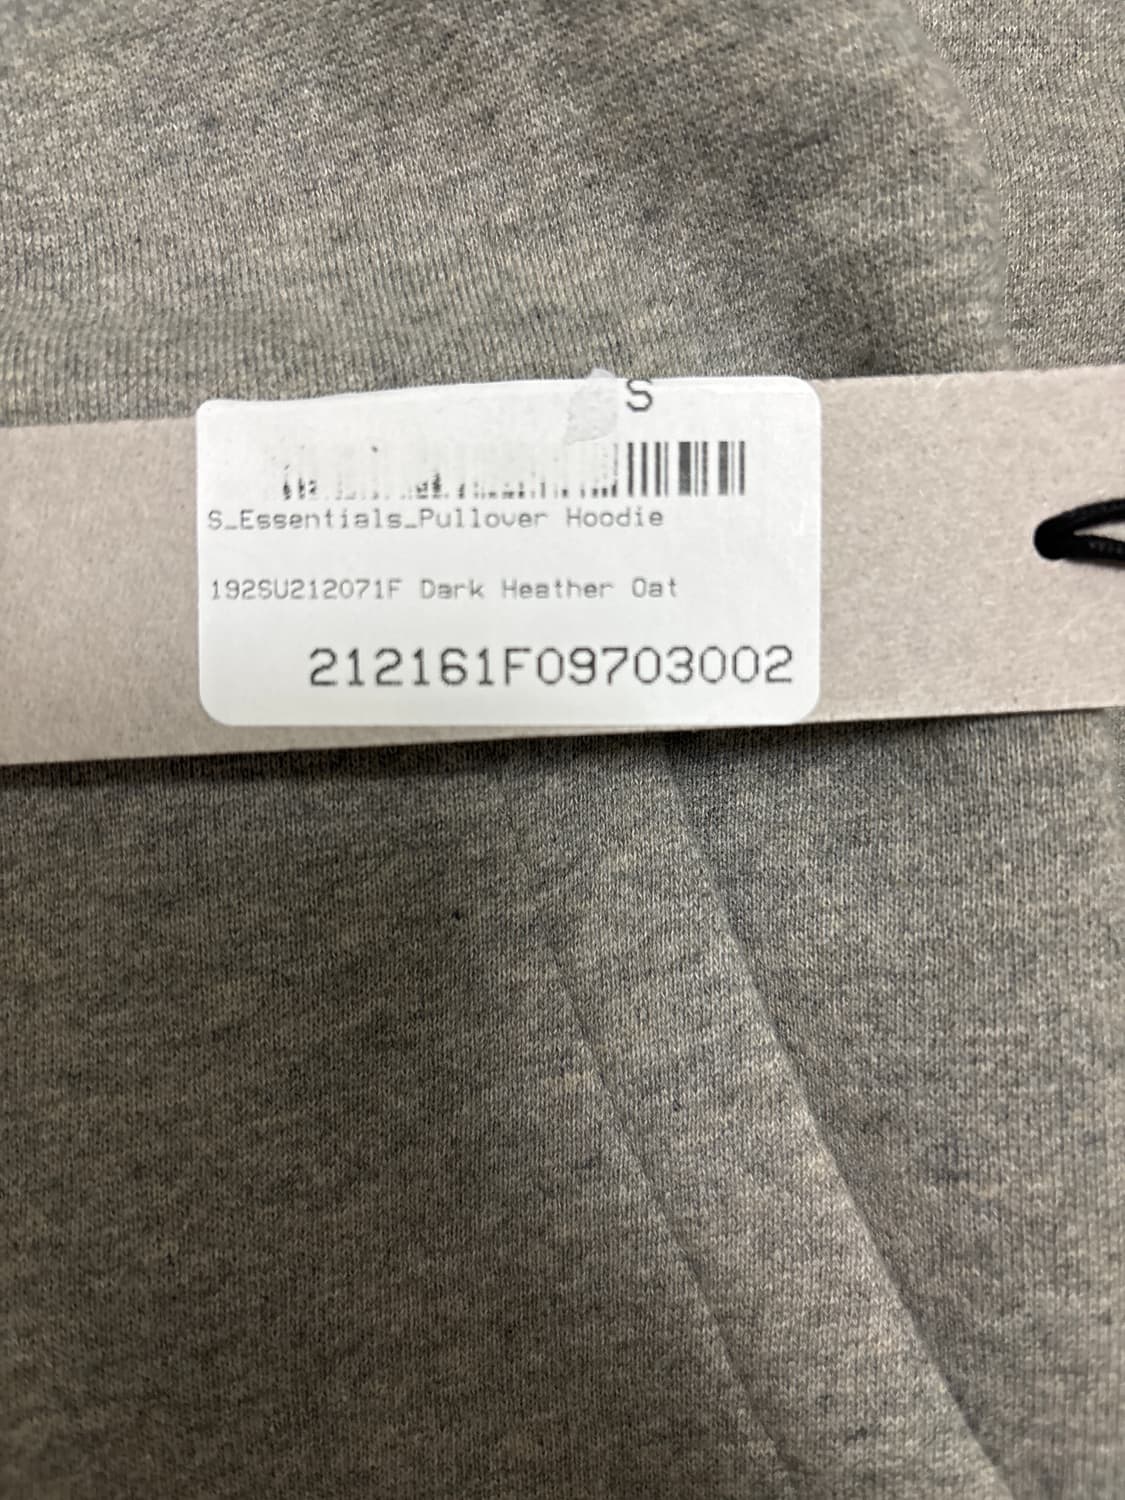 S
S_Essentials_Pullover Hoodie
192SU212071F Dark Heather Oat
212161F09703002